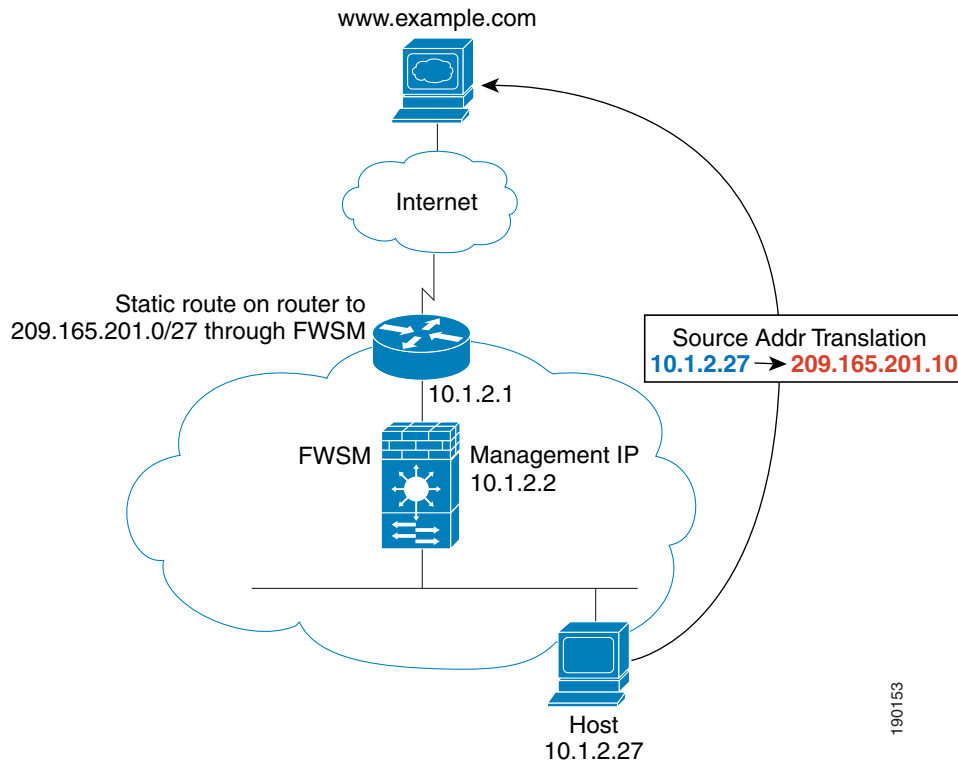 www.example.com
Internet
Static route on router to
209.165.201.0/27 through FWSM
Source Addr Translation
10.1.2.27 → 209.165.201.10
10.1.2.1
FWSM
Management IP
10.1.2.2
Host
10.1.2.27
190153